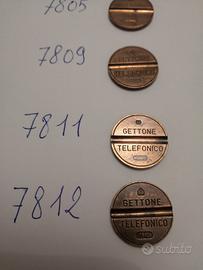 7805
7809
7811
GETTONE
TELEFONICO
7812
GETTONE
TELEFONICO
subito